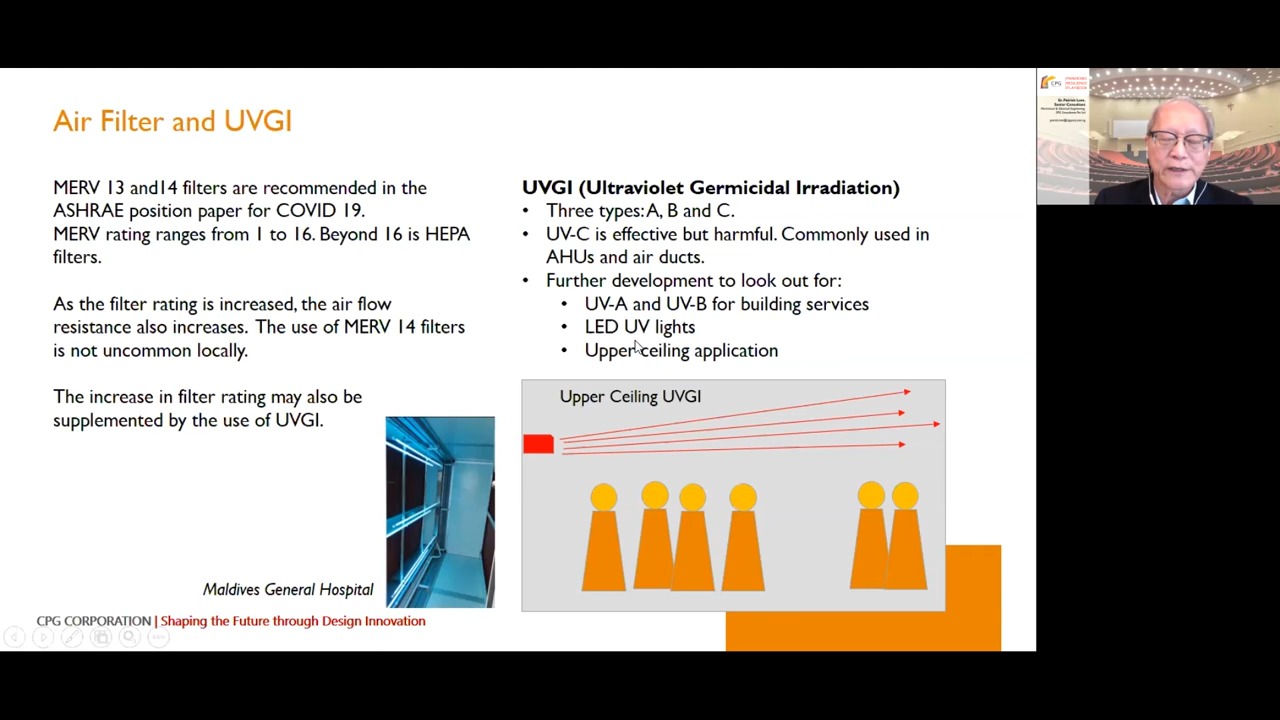 Air Filter and UVGI
MERV 13 and14 filters are recommended in the
ASHRAE position paper for COVID 19.
MERV rating ranges from 1 to 16. Beyond 16 is HEPA
filters.
As the filter rating is increased, the air flow
resistance also increases. The use of MERV 14 filters
is not uncommon locally.
The increase in filter rating may also be
supplemented by the use of UVGI.
Maldives General Hospital
UVGI (Ultraviolet Germicidal Irradiation)
• Three types: A, B and C.
• UV-C is effective but harmful. Commonly used in
AHUs and air ducts.
• Further development to look out for:
• UV-A and UV-B for building services
• LED UV lights
• Upper ceiling application
Upper Ceiling UVGI
CPG CORPORATION | Shaping the Future through Design Innovation
CPG
PANDEMIC
RESILIENCE
PLAYBOOK
Senior Consultant